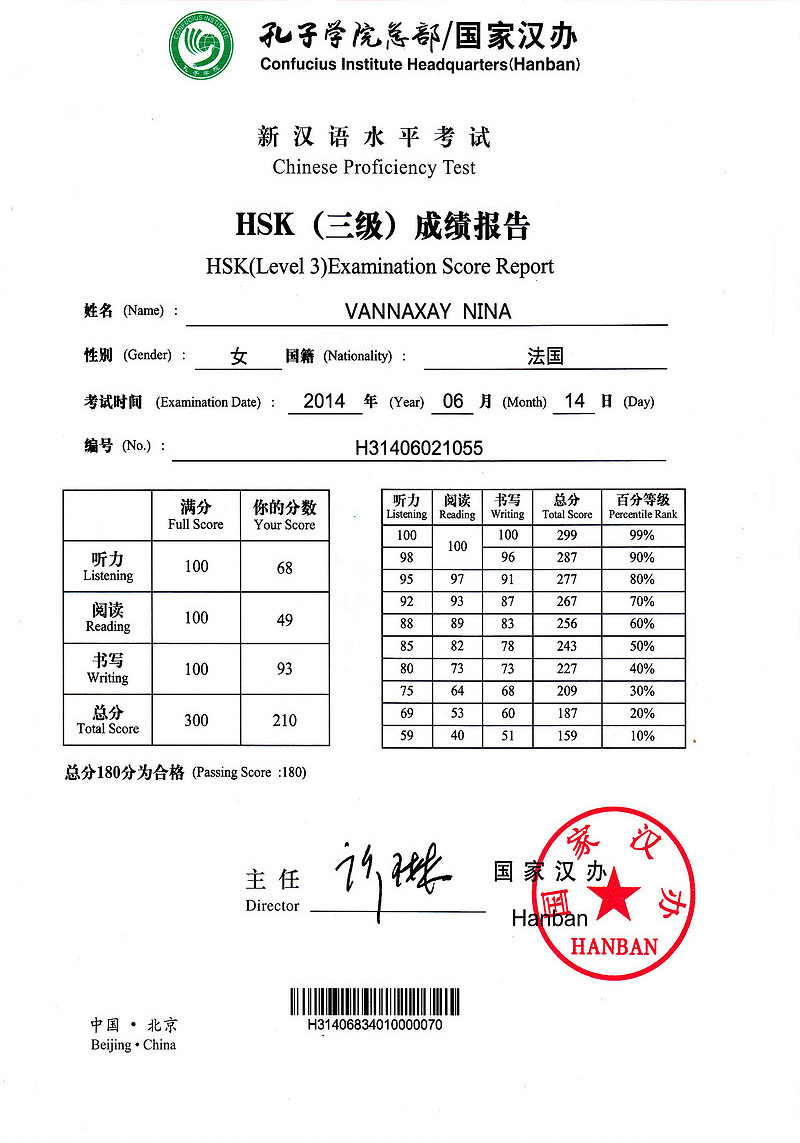 CONFUCIUS INSTITUTE
孔子学院
孔子学院总部/国家汉办
Confucius Institute Headquarters(Hanban)
新汉语水平考试
Chinese Proficiency Test
HSK（三级）成绩报告
HSK(Level 3)Examination Score Report
姓名 (Name) : VANNAXAY NINA
性别 (Gender) : 女 国籍 (Nationality) : 法国
考试时间 (Examination Date) : 2014 年 (Year) 06 月 (Month) 14 日 (Day)
编号 (No.) : H31406021055
满分 你的分数
Full Score Your Score
听力
Listening 100 68
阅读
Reading 100 49
书写
Writing 100 93
总分
Total Score 300 210
总分180分为合格 (Passing Score :180)
听力 阅读 书写 总分 百分等级
Listening Reading Writing Total Score Percentile Rank
100 100 100 299 99%
98 96 287 90%
95 97 91 277 80%
92 93 87 267 70%
88 89 83 256 60%
85 82 78 243 50%
80 73 73 227 40%
75 64 68 209 30%
69 53 60 187 20%
59 40 51 159 10%
主任 许琳
Director
国家汉办
Hanban
国家汉办
HANBAN
H31406834010000070
中国·北京
Beijing·China